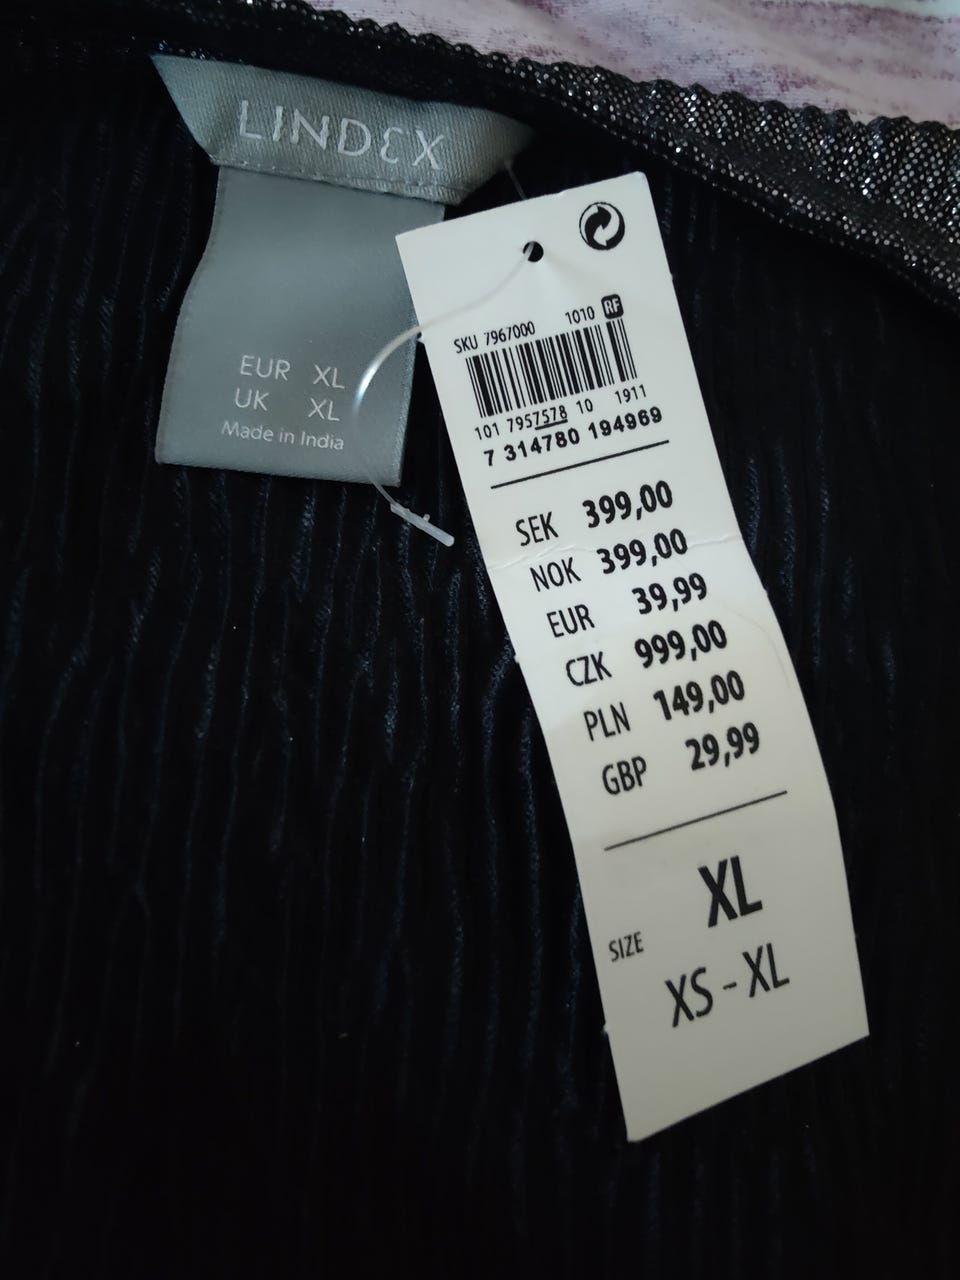 LINDEX
EUR XL
UK XL
Made in India
SKU 7967000 1010 RF
101 7957578 10 1911
7 314780 194969
SEK 399,00
NOK 399,00
EUR 39,99
CZK 999,00
PLN 149,00
GBP 29,99
XL
SIZE
XS - XL